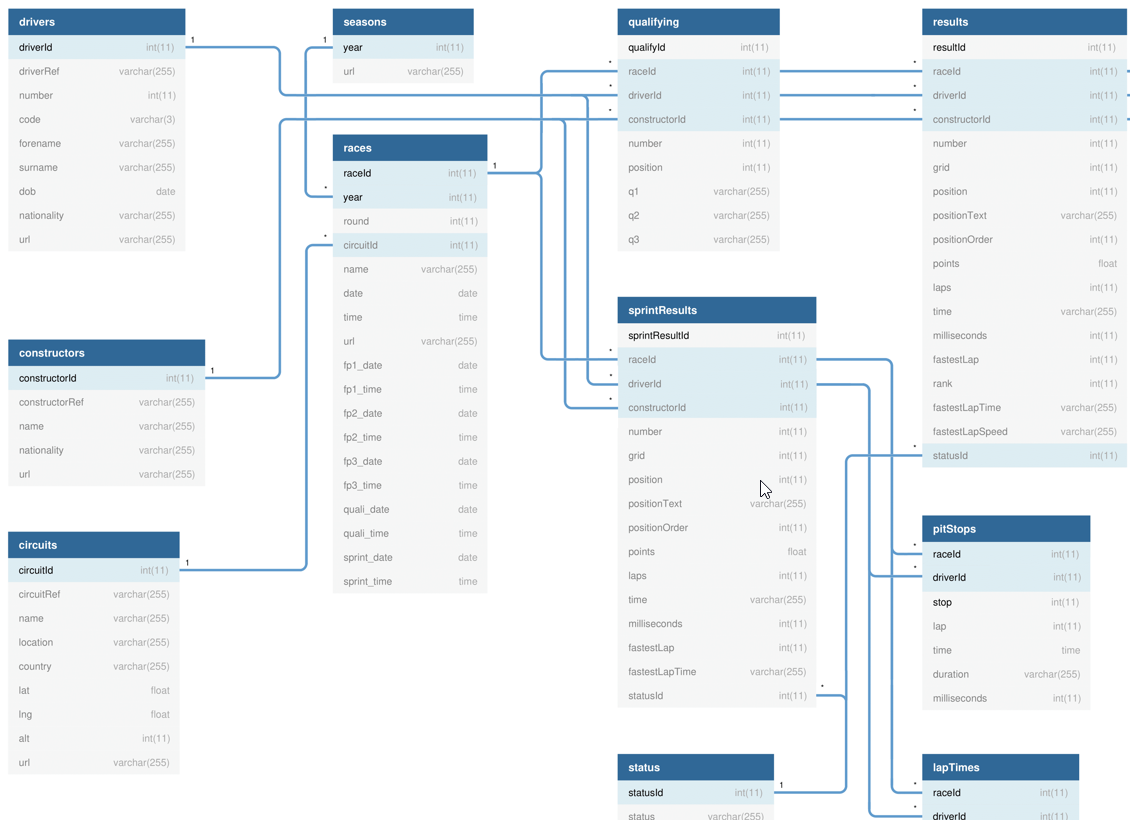 drivers
driverId int(11)
driverRef varchar(255)
number int(11)
code varchar(3)
forename varchar(255)
surname varchar(255)
dob date
nationality varchar(255)
url varchar(255)
1
constructors
constructorId int(11)
constructorRef varchar(255)
name varchar(255)
nationality varchar(255)
url varchar(255)
1
circuits
circuitId int(11)
circuitRef varchar(255)
name varchar(255)
location varchar(255)
country varchar(255)
lat float
lng float
alt int(11)
url varchar(255)
1
seasons
1
year int(11)
url varchar(255)
races
raceId int(11)
1
*
year int(11)
round int(11)
*
circuitId int(11)
name varchar(255)
date date
time time
url varchar(255)
fp1_date date
fp1_time time
fp2_date date
fp2_time time
fp3_date date
fp3_time time
quali_date date
quali_time time
sprint_date date
sprint_time time
qualifying
qualifyId int(11)
*
raceId int(11)
*
driverId int(11)
*
constructorId int(11)
number int(11)
position int(11)
q1 varchar(255)
q2 varchar(255)
q3 varchar(255)
sprintResults
sprintResultId int(11)
*
raceId int(11)
*
driverId int(11)
*
constructorId int(11)
number int(11)
grid int(11)
position int(11)
positionText varchar(255)
positionOrder int(11)
points float
laps int(11)
time varchar(255)
milliseconds int(11)
fastestLap int(11)
fastestLapTime varchar(255)
statusId int(11)
*
status
statusId int(11)
1
status varchar(255)
results
resultId int(11)
*
raceId int(11)
*
driverId int(11)
*
constructorId int(11)
number int(11)
grid int(11)
position int(11)
positionText varchar(255)
positionOrder int(11)
points float
laps int(11)
time varchar(255)
milliseconds int(11)
fastestLap int(11)
rank int(11)
fastestLapTime varchar(255)
fastestLapSpeed varchar(255)
*
statusId int(11)
pitStops
*
raceId int(11)
*
driverId int(11)
stop int(11)
lap int(11)
time time
duration varchar(255)
milliseconds int(11)
lapTimes
*
raceId int(11)
*
driverId int(11)